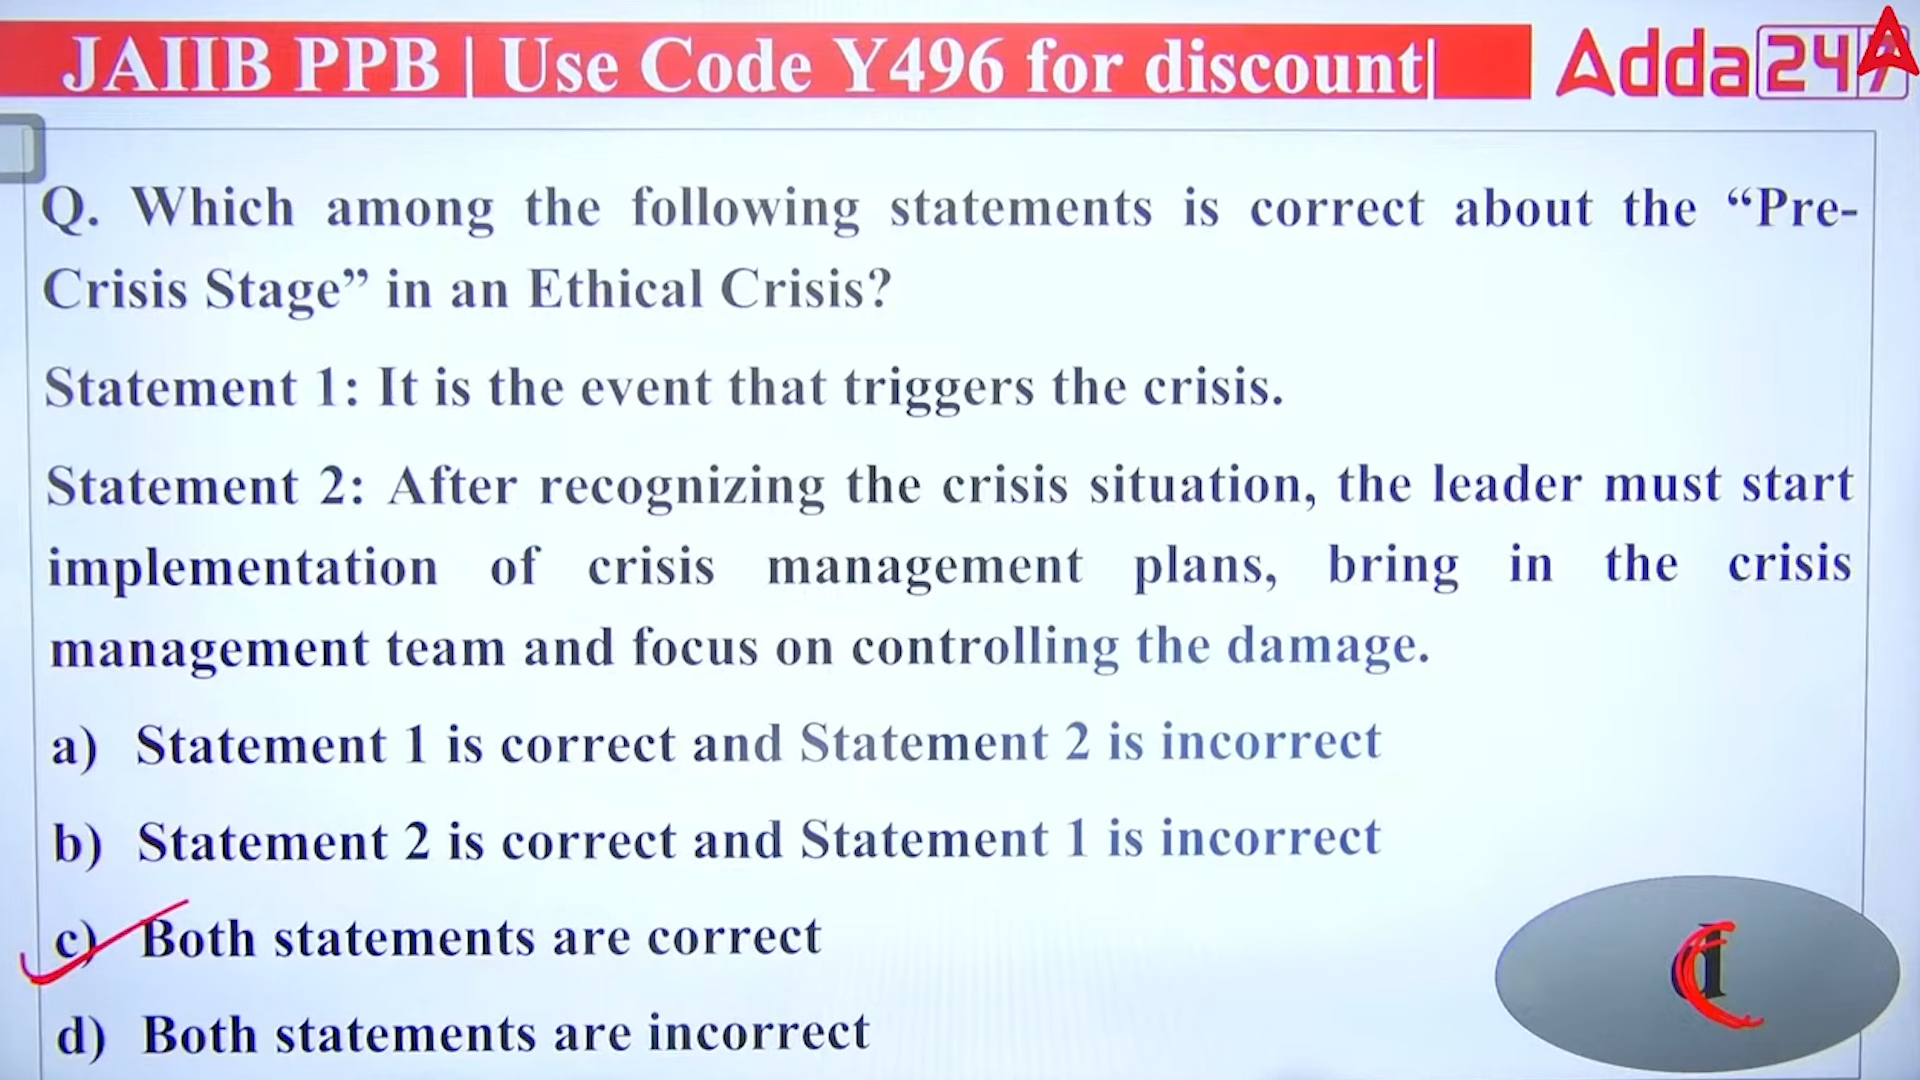 JAIIB PPB | Use Code Y496 for discount|
Adda247
Q. Which among the following statements is correct about the “Pre-
Crisis Stage” in an Ethical Crisis?
Statement 1: It is the event that triggers the crisis.
Statement 2: After recognizing the crisis situation, the leader must start
implementation of crisis management plans, bring in the crisis
management team and focus on controlling the damage.
a) Statement 1 is correct and Statement 2 is incorrect
b) Statement 2 is correct and Statement 1 is incorrect
c) Both statements are correct
d) Both statements are incorrect
d